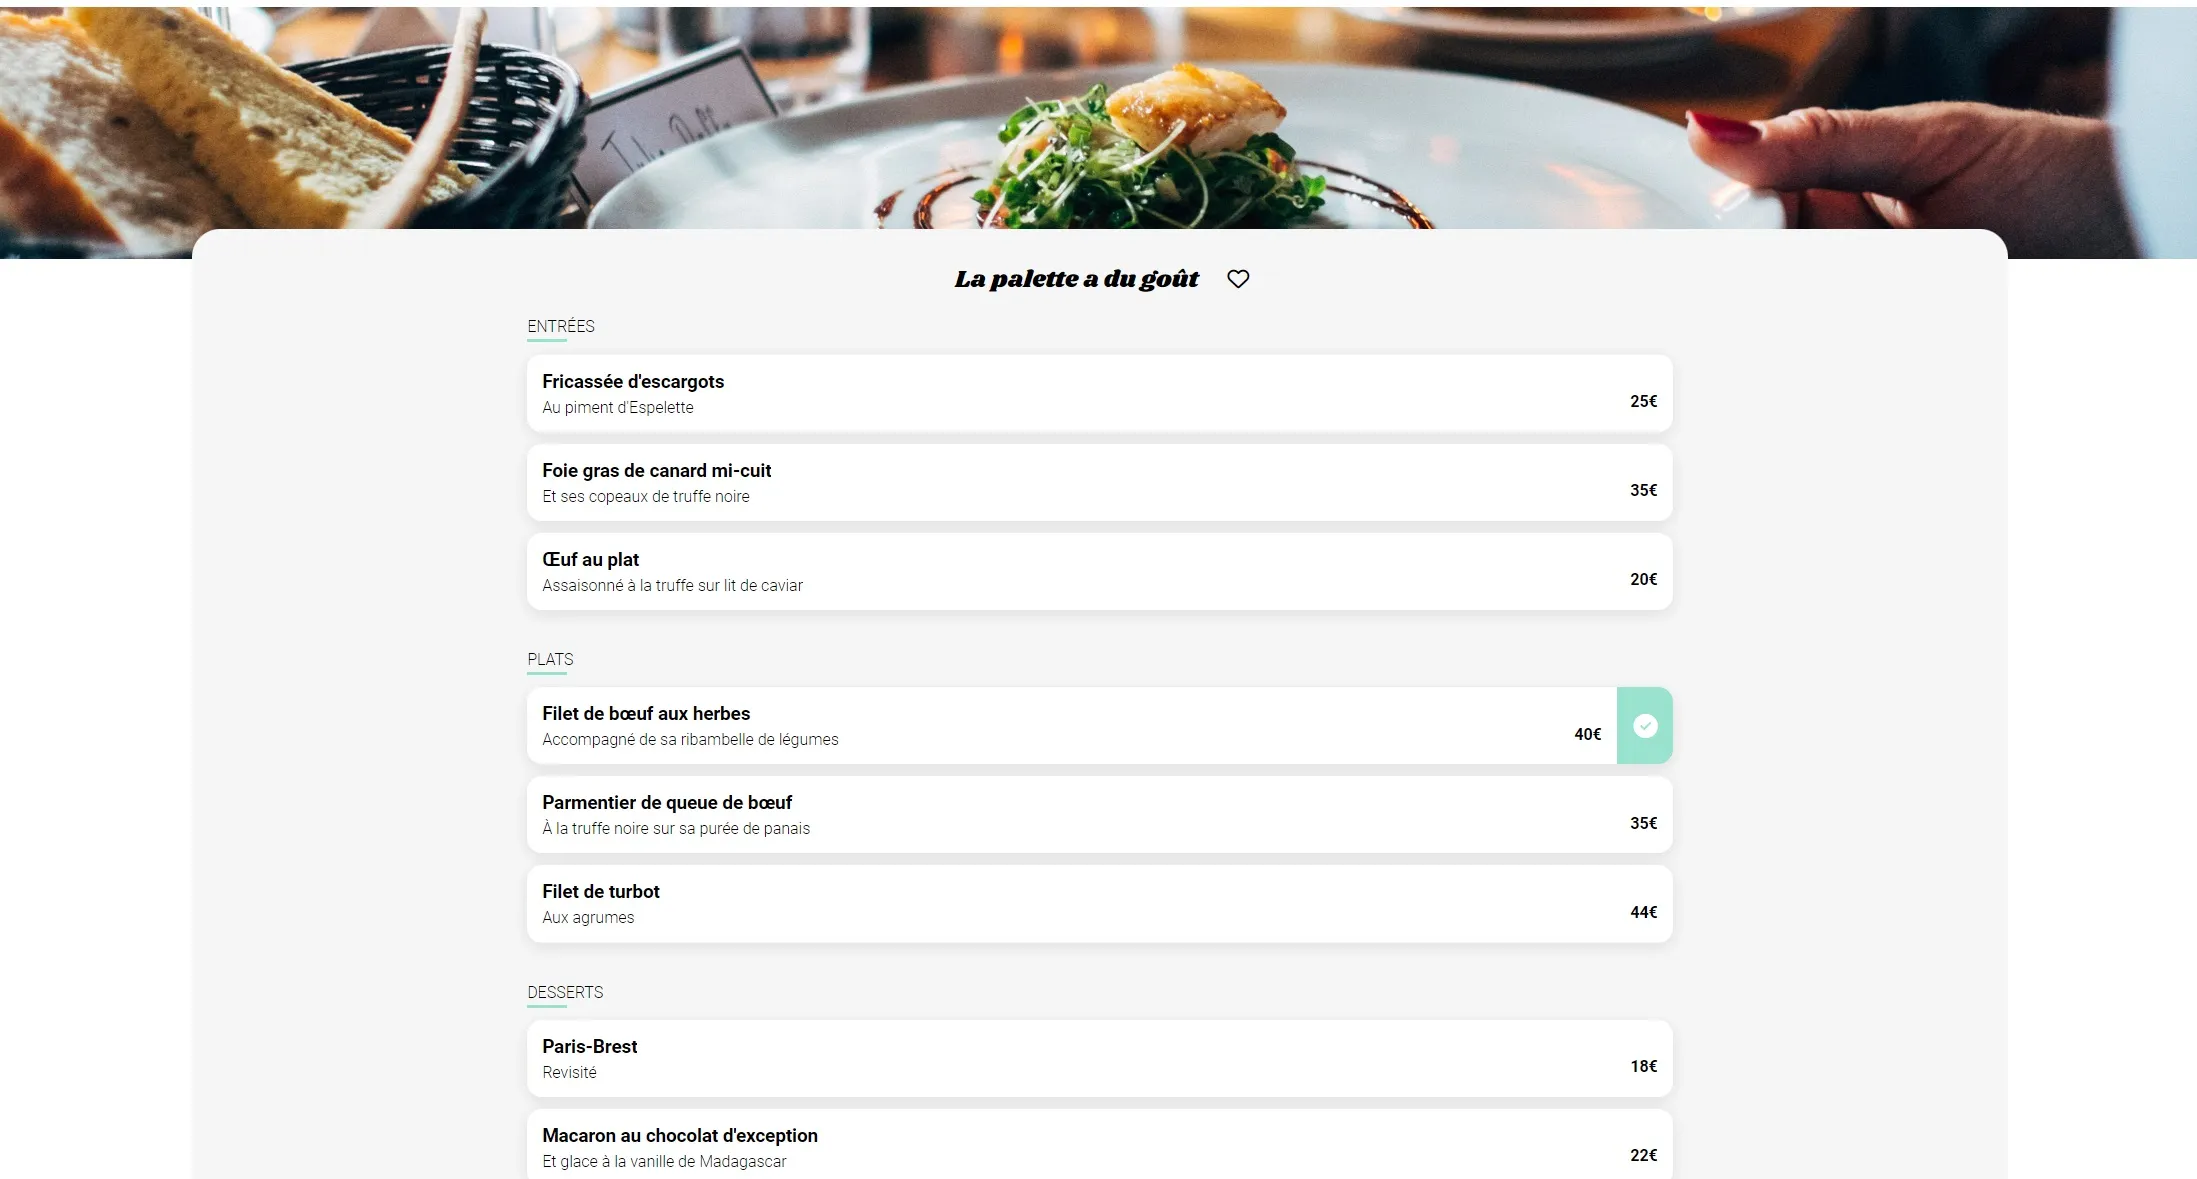 La palette a du goût
ENTRÉES
Fricassée d'escargots
Au piment d'Espelette
25€
Foie gras de canard mi-cuit
Et ses copeaux de truffe noire
35€
Œuf au plat
Assaisonné à la truffe sur lit de caviar
20€
PLATS
Filet de bœuf aux herbes
Accompagné de sa ribambelle de légumes
40€
Parmentier de queue de bœuf
À la truffe noire sur sa purée de panais
35€
Filet de turbot
Aux agrumes
44€
DESSERTS
Paris-Brest
Revisité
18€
Macaron au chocolat d'exception
Et glace à la vanille de Madagascar
22€